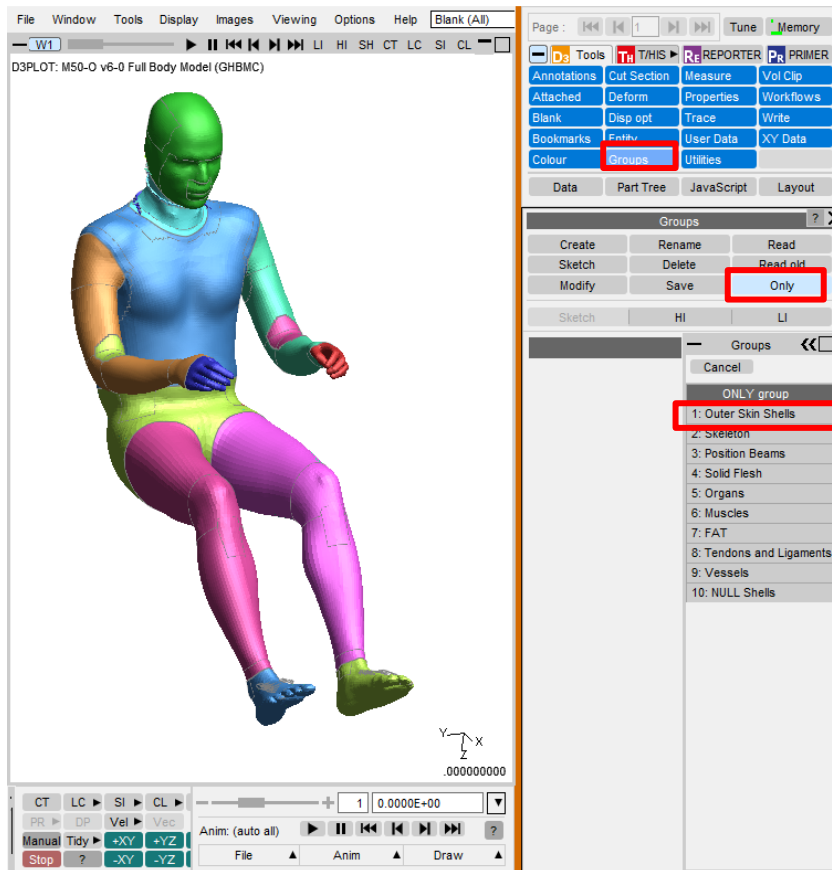 File Window Tools Display Images Viewing Options Help Blank (All)
W1 LI HI SH CT LC SI CL
D3PLOT: M50-O v6-0 Full Body Model (GHBMC)
Y X
Z
.000000000
CT LC SI CL
PR DP Vel Vec
Manual Tidy +XY +YZ
Stop ? -XY -YZ
1 0.0000E+00
Anim: (auto all) ?
File Anim Draw
Page : 1 Tune Memory
D3 Tools TH T/HIS RE REPORTER PR PRIMER
Annotations Cut Section Measure Vol Clip
Attached Deform Properties Workflows
Blank Disp opt Trace Write
Bookmarks Entity User Data XY Data
Colour Groups Utilities
Data Part Tree JavaScript Layout
Groups ?
Create Rename Read
Sketch Delete Read old
Modify Save Only
Sketch HI LI
Groups
Cancel
ONLY group
1: Outer Skin Shells
2: Skeleton
3: Position Beams
4: Solid Flesh
5: Organs
6: Muscles
7: FAT
8: Tendons and Ligaments
9: Vessels
10: NULL Shells